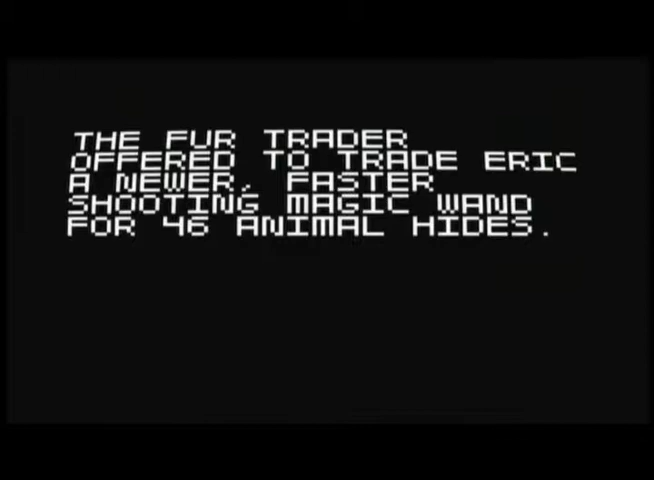 THE FUR TRADER
OFFERED TO TRADE ERIC
A NEWER, FASTER
SHOOTING MAGIC WAND
FOR 46 ANIMAL HIDES.